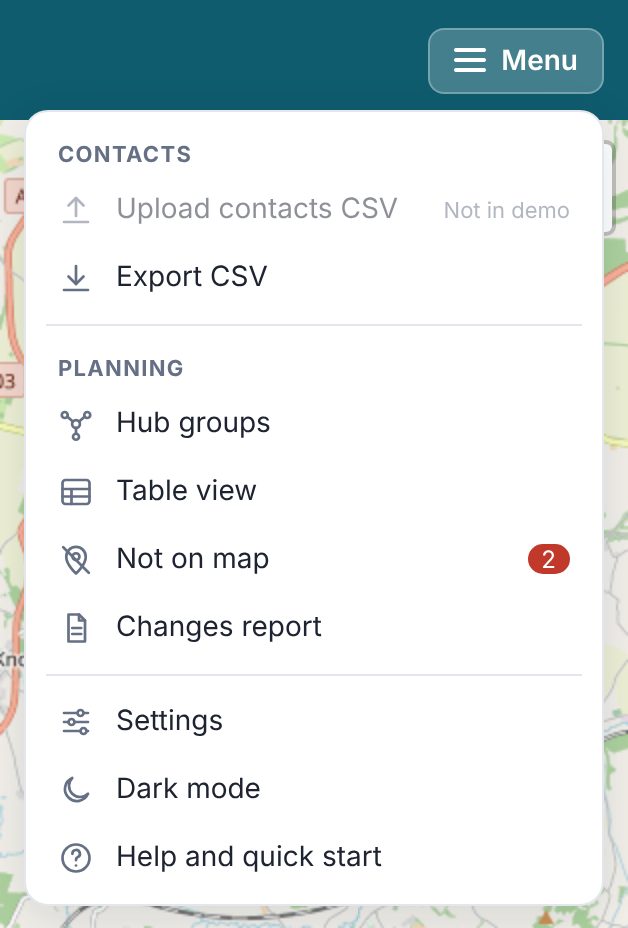 Menu
CONTACTS
Upload contacts CSV Not in demo
Export CSV
PLANNING
Hub groups
Table view
Not on map 2
Changes report
Settings
Dark mode
Help and quick start